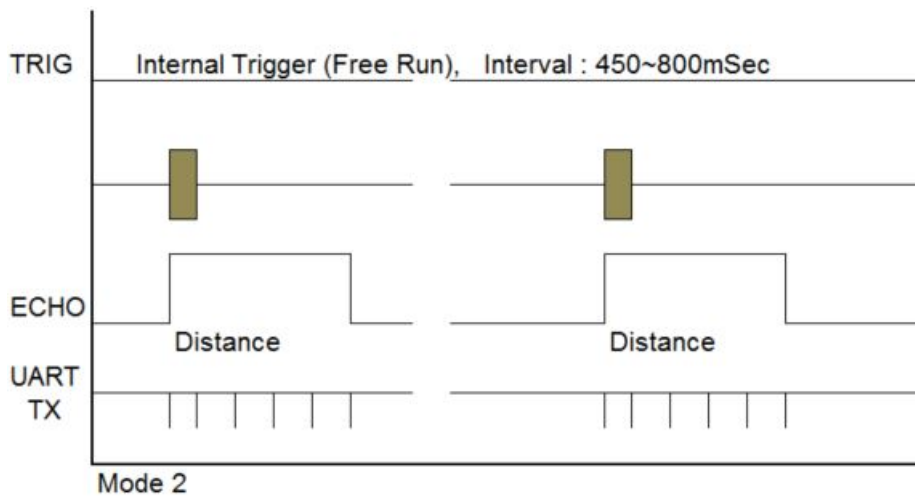 TRIG Internal Trigger (Free Run), Interval : 450~800mSec
ECHO
Distance Distance
UART
TX
Mode 2